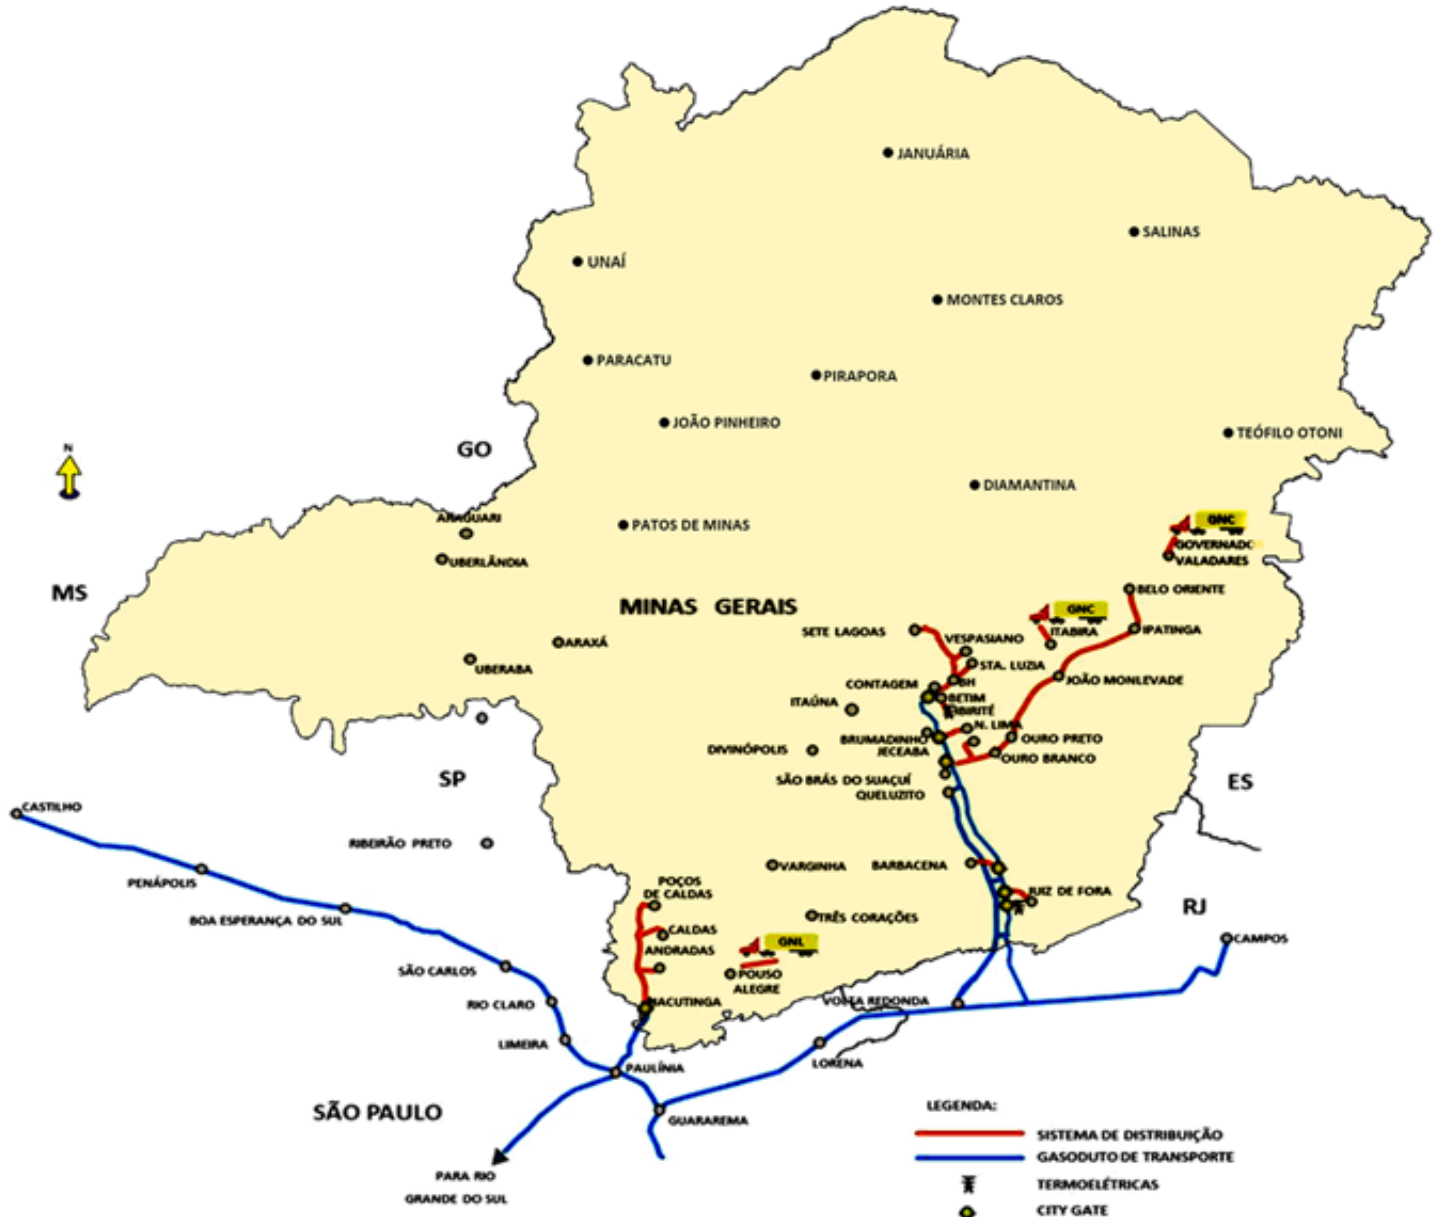 JANUÁRIA
SALINAS
UNAÍ
MONTES CLAROS
PARACATU
PIRAPORA
JOÃO PINHEIRO
TEÓFILO OTONI
GO
N
DIAMANTINA
ARAGUARI
PATOS DE MINAS
GNC
GOVERNADO
VALADARES
UBERLÂNDIA
MS
BELO ORIENTE
MINAS GERAIS
GNC
ITABIRA
IPATINGA
SETE LAGOAS
VESPASIANO
ARAXÁ
UBERABA
STA. LUZIA
JOÃO MONLEVADE
CONTAGEM
BH
BETIM
ITAÚNA
IBIRITÉ
N. LIMA
BRUMADINHO
OURO PRETO
DIVINÓPOLIS
JECEABA
OURO BRANCO
SP
SÃO BRÁS DO SUAÇUÍ
ES
QUELUZITO
CASTILHO
RIBEIRÃO PRETO
VARGINHA
BARBACENA
PENÁPOLIS
POÇOS
DE CALDAS
JUIZ DE FORA
RJ
BOA ESPERANÇA DO SUL
TRÊS CORAÇÕES
CALDAS
CAMPOS
ANDRADAS
GNL
SÃO CARLOS
POUSO
ALEGRE
RIO CLARO
JACUTINGA
VOLTA REDONDA
LIMEIRA
LORENA
PAULÍNIA
SÃO PAULO
GUARAREMA
LEGENDA:
SISTEMA DE DISTRIBUIÇÃO
GASODUTO DE TRANSPORTE
PARA RIO
GRANDE DO SUL
TERMOELÉTRICAS
CITY GATE